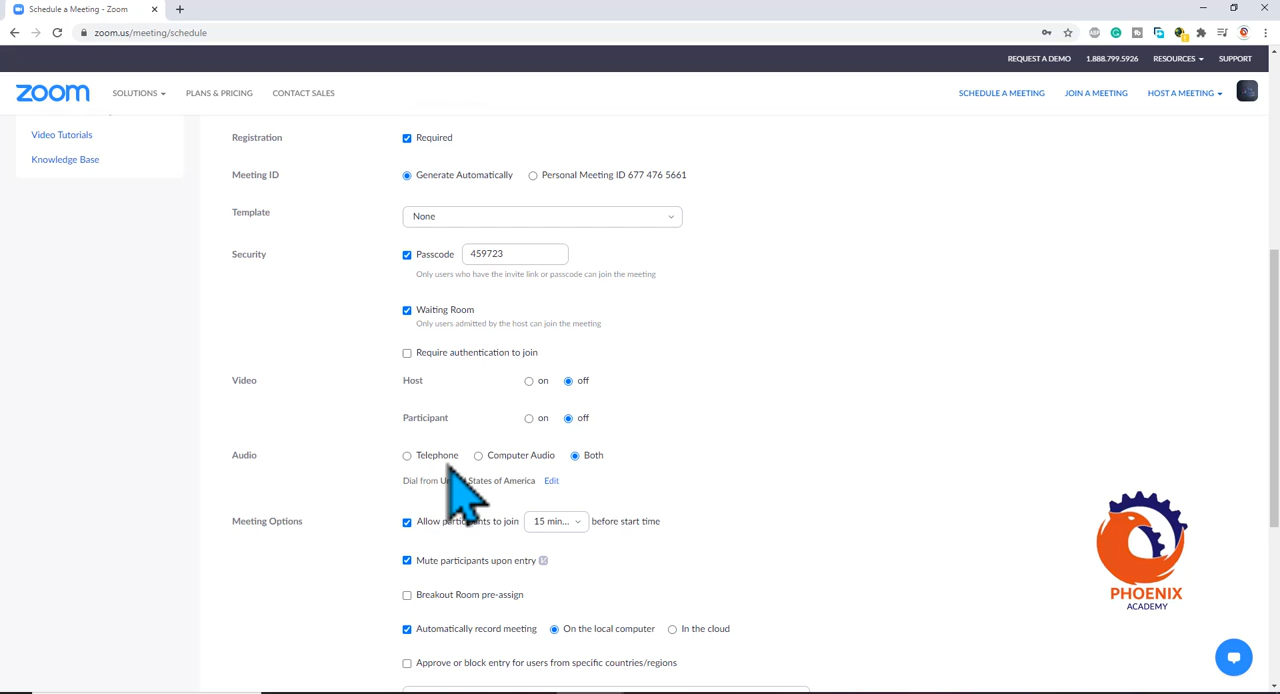 Schedule a Meeting - Zoom
zoom.us/meeting/schedule
REQUEST A DEMO 1.888.799.5926 RESOURCES SUPPORT
zoom SOLUTIONS PLANS & PRICING CONTACT SALES SCHEDULE A MEETING JOIN A MEETING HOST A MEETING
Video Tutorials
Knowledge Base
Registration Required
Meeting ID Generate Automatically Personal Meeting ID 677 476 5661
Template None
Security Passcode 459723
Only users who have the invite link or passcode can join the meeting
Waiting Room
Only users admitted by the host can join the meeting
Require authentication to join
Video Host on off
Participant on off
Audio Telephone Computer Audio Both
Dial from United States of America Edit
Meeting Options Allow participants to join 15 min... before start time
Mute participants upon entry
Breakout Room pre-assign
Automatically record meeting On the local computer In the cloud
Approve or block entry for users from specific countries/regions
PHOENIX
ACADEMY